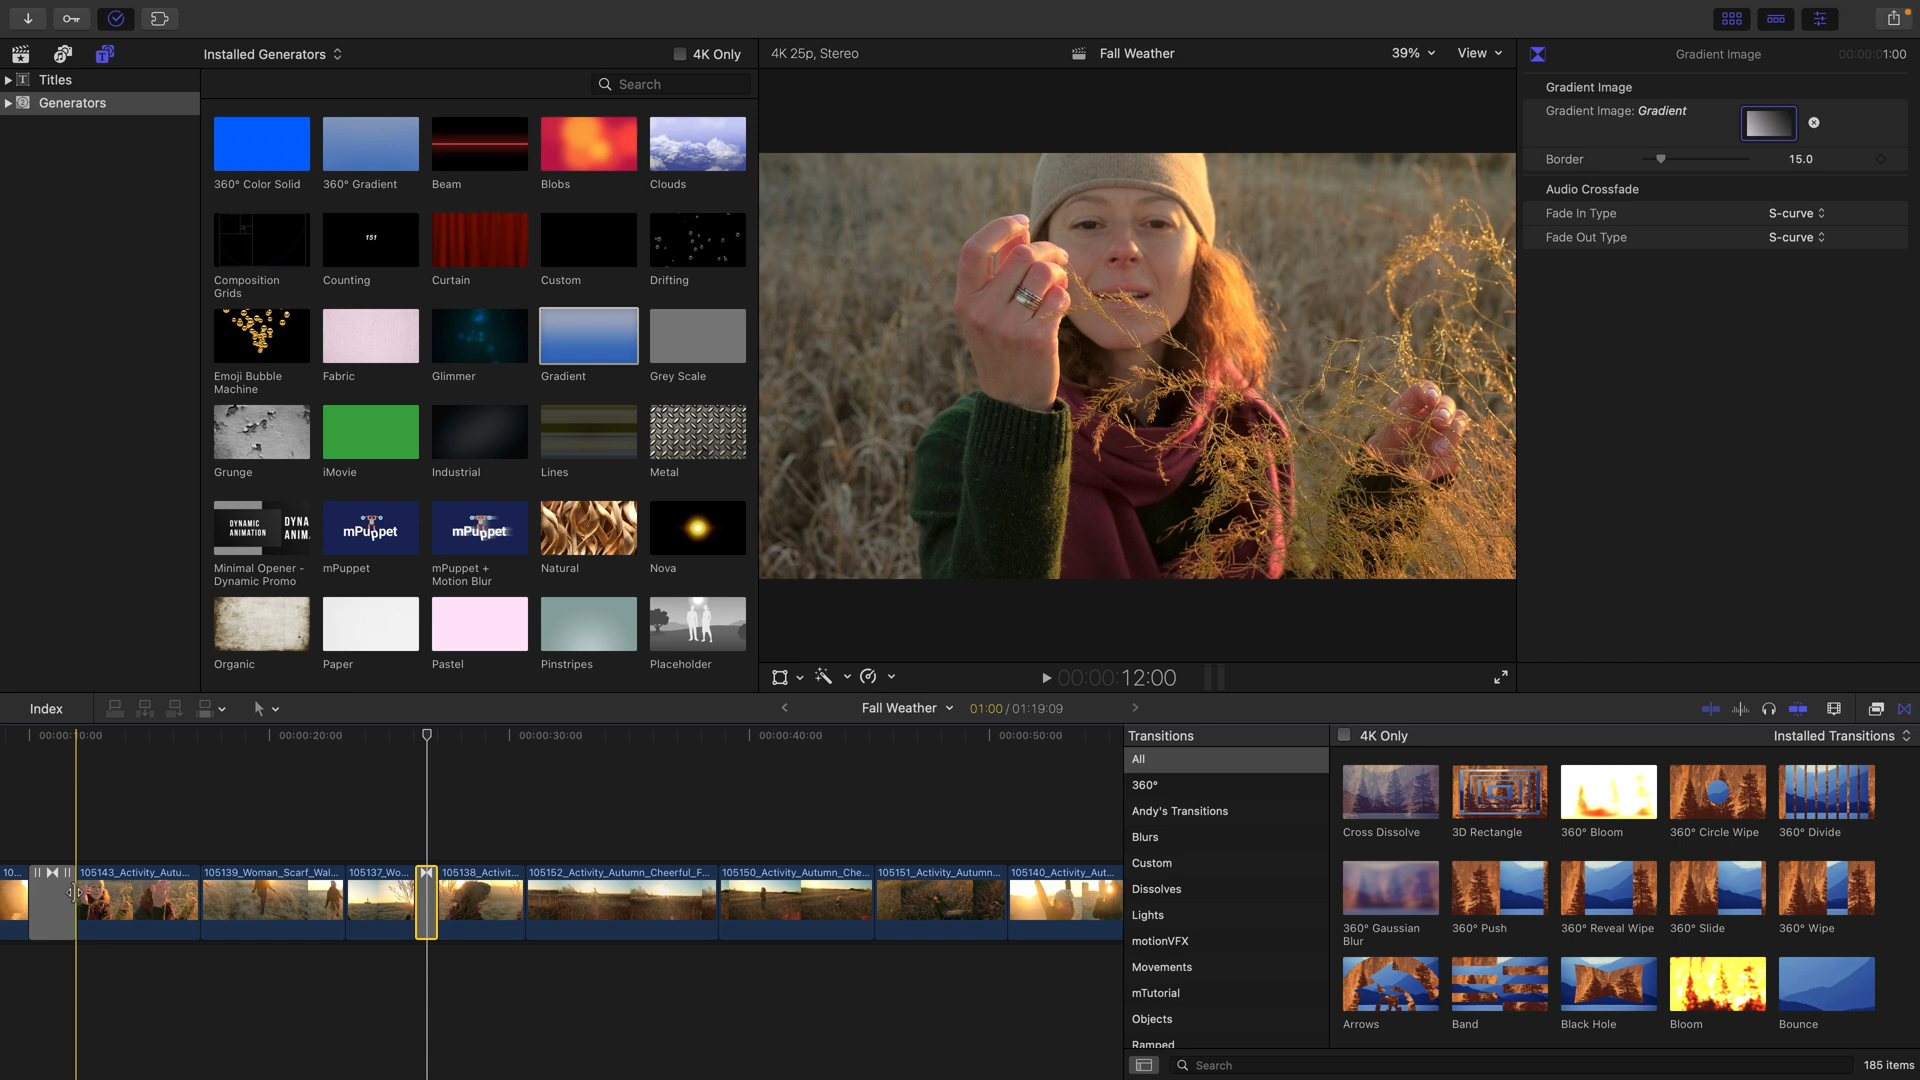 Installed Generators
4K Only
4K 25p, Stereo
Fall Weather
39%
View
Gradient Image
00:00:01:00
Titles
Generators
Search
Gradient Image
Gradient Image: Gradient
Border
15.0
Audio Crossfade
Fade In Type
S-curve
Fade Out Type
S-curve
360° Color Solid
360° Gradient
Beam
Blobs
Clouds
151
Composition Grids
Counting
Curtain
Custom
Drifting
Emoji Bubble Machine
Fabric
Glimmer
Gradient
Grey Scale
Grunge
iMovie
Industrial
Lines
Metal
DYNAMIC ANIMATION
DYNA ANIM.
mPuppet
mPuppet
Minimal Opener - Dynamic Promo
mPuppet
mPuppet + Motion Blur
Natural
Nova
Organic
Paper
Pastel
Pinstripes
Placeholder
00:00:12:00
Index
Fall Weather
01:00 / 01:19:09
00:00:10:00
00:00:20:00
00:00:30:00
00:00:40:00
00:00:50:00
10...
105143_Activity_Autu...
105139_Woman_Scarf_Wal...
105137_Wo...
105138_Activit...
105152_Activity_Autumn_Cheerful_F...
105150_Activity_Autumn_Che...
105151_Activity_Autumn...
105140_Activity_Aut...
Transitions
4K Only
Installed Transitions
All
360°
Andy's Transitions
Blurs
Custom
Dissolves
Lights
motionVFX
Movements
mTutorial
Objects
Ramped
Cross Dissolve
3D Rectangle
360° Bloom
360° Circle Wipe
360° Divide
360° Gaussian Blur
360° Push
360° Reveal Wipe
360° Slide
360° Wipe
Arrows
Band
Black Hole
Bloom
Bounce
Search
185 items